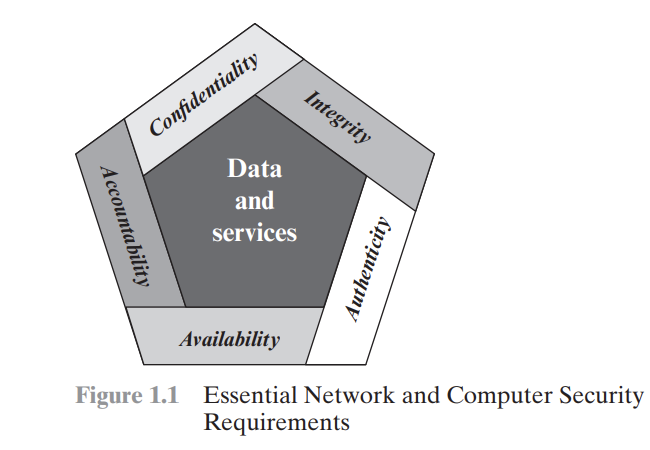 Confidentiality
Integrity
Accountability
Data
and
services
Authenticity
Availability
Figure 1.1 Essential Network and Computer Security
Requirements